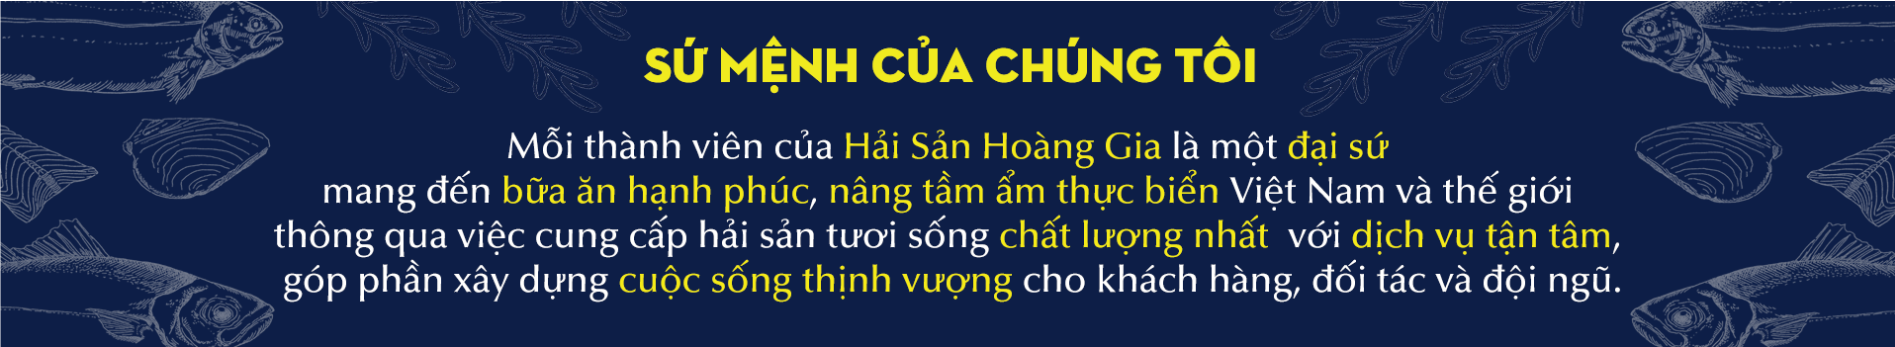 SỨ MỆNH CỦA CHÚNG TÔI
Mỗi thành viên của Hải Sản Hoàng Gia là một đại sứ
mang đến bữa ăn hạnh phúc, nâng tầm ẩm thực biển Việt Nam và thế giới
thông qua việc cung cấp hải sản tươi sống chất lượng nhất với dịch vụ tận tâm,
góp phần xây dựng cuộc sống thịnh vượng cho khách hàng, đối tác và đội ngũ.